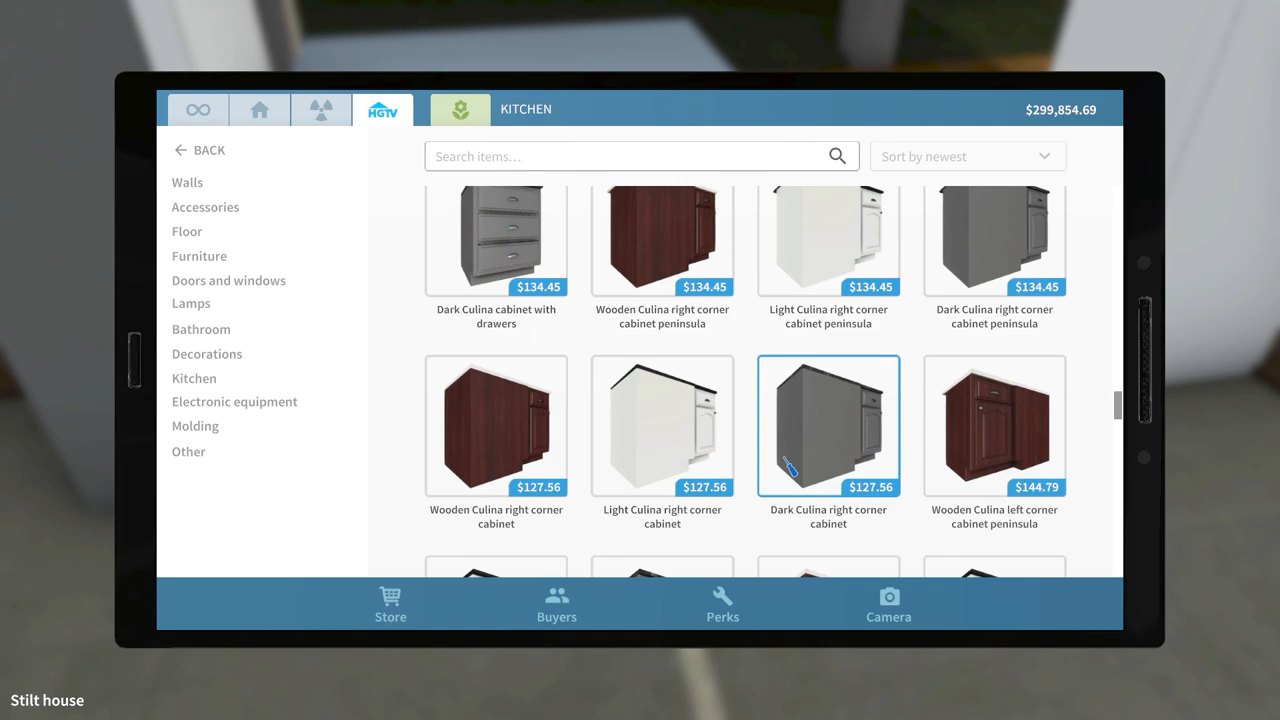 HGTV
KITCHEN
$299,854.69
BACK
Search items...
Sort by newest
Walls
Accessories
Floor
Furniture
Doors and windows
Lamps
Bathroom
Decorations
Kitchen
Electronic equipment
Molding
Other
$134.45
$134.45
$134.45
$134.45
Dark Culina cabinet with
drawers
Wooden Culina right corner
cabinet peninsula
Light Culina right corner
cabinet peninsula
Dark Culina right corner
cabinet peninsula
$127.56
$127.56
$127.56
$144.79
Wooden Culina right corner
cabinet
Light Culina right corner
cabinet
Dark Culina right corner
cabinet
Wooden Culina left corner
cabinet peninsula
Store
Buyers
Perks
Camera
Stilt house